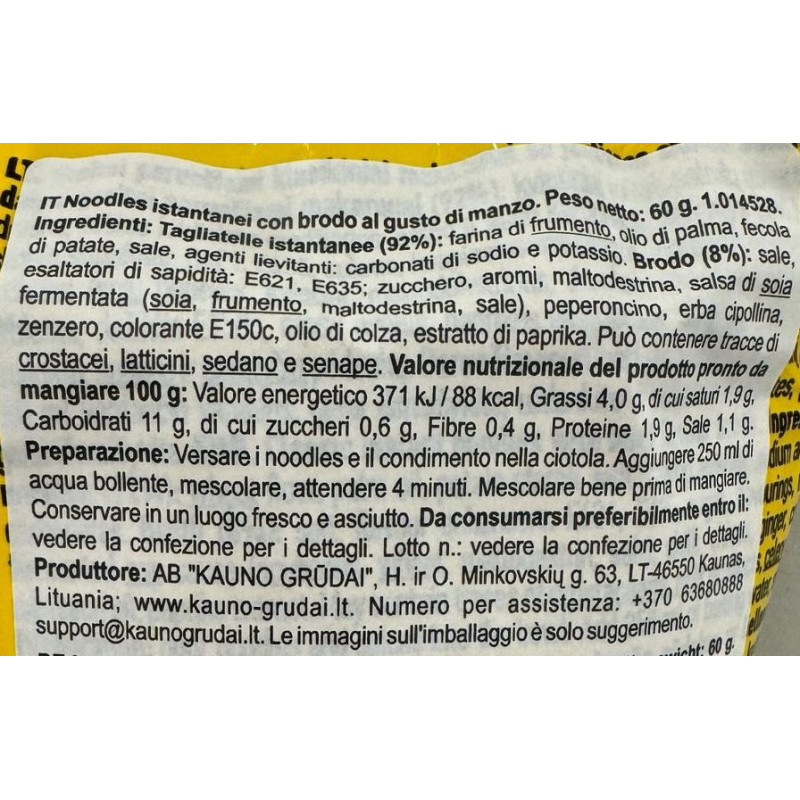 IT Noodles istantanei con brodo al gusto di manzo. Peso netto: 60 g. 1.014528.
Ingredienti: Tagliatelle istantanee (92%): farina di frumento, olio di palma, fecola
di patate, sale, agenti lievitanti: carbonati di sodio e potassio. Brodo (8%): sale,
esaltatori di sapidità: E621, E635; zucchero, aromi, maltodestrina, salsa di soia
fermentata (soia, frumento, maltodestrina, sale), peperoncino, erba cipollina,
zenzero, colorante E150c, olio di colza, estratto di paprika. Può contenere tracce di
crostacei, latticini, sedano e senape. Valore nutrizionale del prodotto pronto da
mangiare 100 g: Valore energetico 371 kJ / 88 kcal, Grassi 4,0 g, di cui saturi 1,9 g,
Carboidrati 11 g, di cui zuccheri 0,6 g, Fibre 0,4 g, Proteine 1,9 g, Sale 1,1 g.
Preparazione: Versare i noodles e il condimento nella ciotola. Aggiungere 250 ml di
acqua bollente, mescolare, attendere 4 minuti. Mescolare bene prima di mangiare.
Conservare in un luogo fresco e asciutto. Da consumarsi preferibilmente entro il:
vedere la confezione per i dettagli. Lotto n.: vedere la confezione per i dettagli.
Produttore: AB "KAUNO GRŪDAI", H. ir O. Minkovskių g. 63, LT-46550 Kaunas,
Lituania; www.kauno-grudai.lt. Numero per assistenza: +370 63680888
support@kaunogrudai.lt. Le immagini sull'imballaggio è solo suggerimento.
60 g.